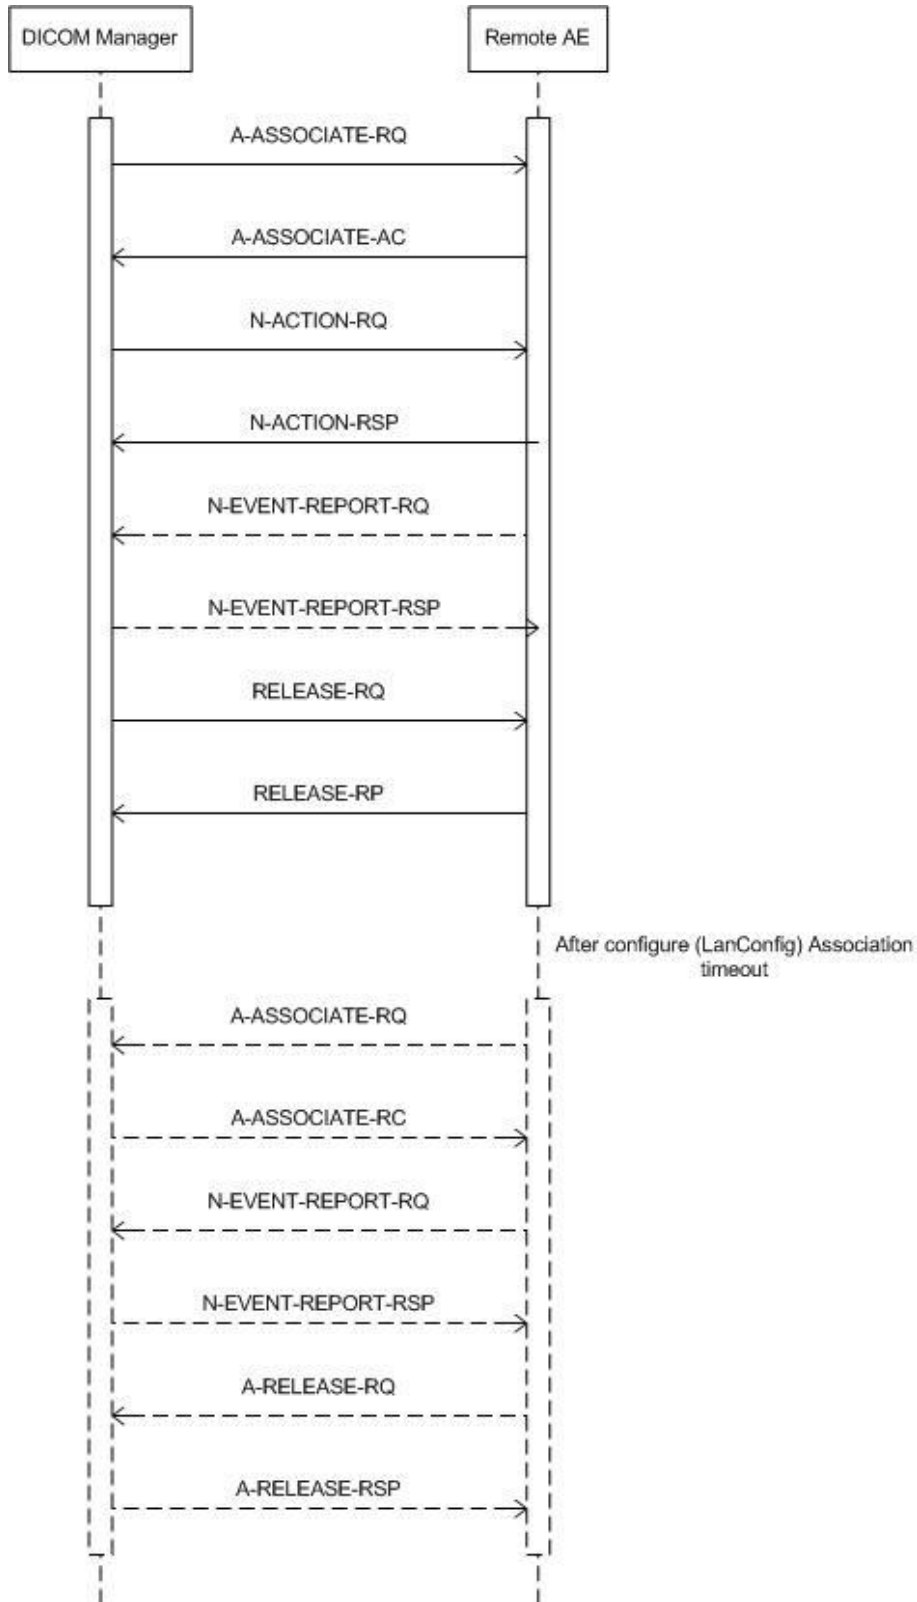 DICOM Manager
Remote AE
A-ASSOCIATE-RQ
A-ASSOCIATE-AC
N-ACTION-RQ
N-ACTION-RSP
N-EVENT-REPORT-RQ
N-EVENT-REPORT-RSP
RELEASE-RQ
RELEASE-RP
After configure (LanConfig) Association
timeout
A-ASSOCIATE-RQ
A-ASSOCIATE-RC
N-EVENT-REPORT-RQ
N-EVENT-REPORT-RSP
A-RELEASE-RQ
A-RELEASE-RSP